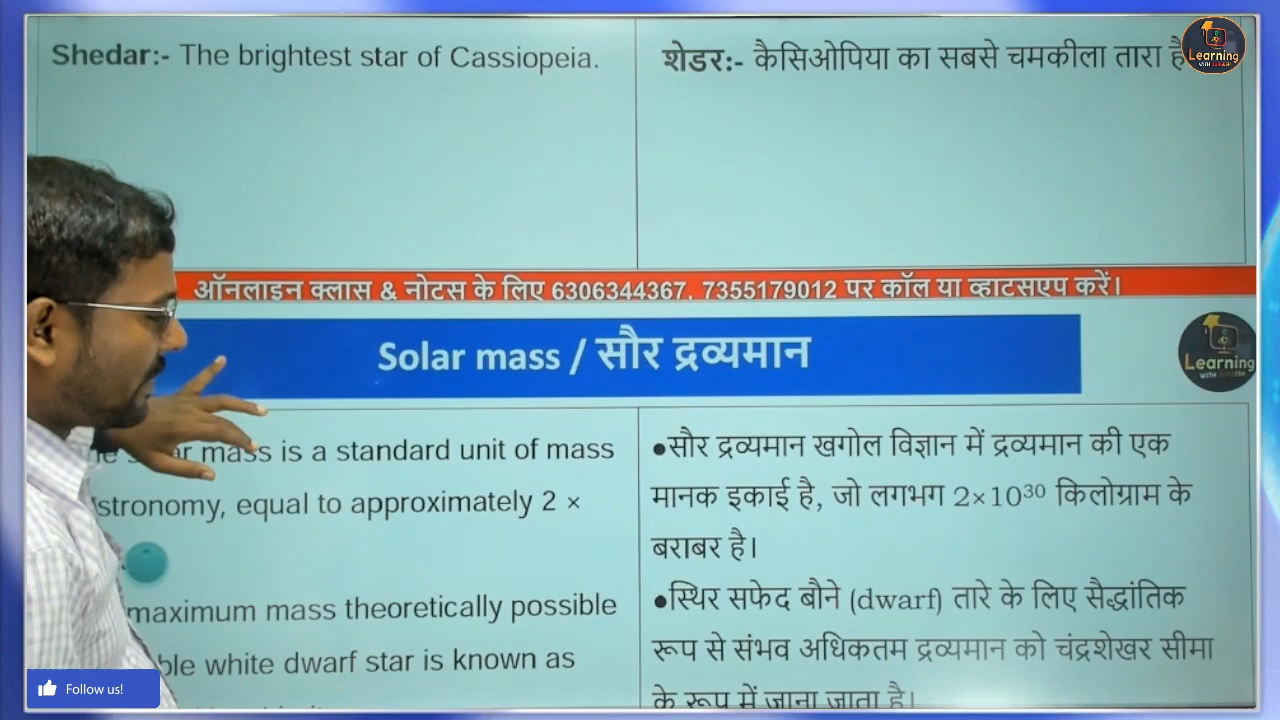 Shedar:- The brightest star of Cassiopeia.
शेडर:- कैसिओपिया का सबसे चमकीला तारा है
Learning
ऑनलाइन क्लास & नोटस के लिए 6306344367, 7355179012 पर कॉल या व्हाटसएप करें।
Solar mass / सौर द्रव्यमान
Learning
mass is a standard unit of mass
stronomy, equal to approximately 2 ×
maximum mass theoretically possible
ble white dwarf star is known as
●सौर द्रव्यमान खगोल विज्ञान में द्रव्यमान की एक
मानक इकाई है, जो लगभग 2×10³⁰ किलोग्राम के
बराबर है।
●स्थिर सफेद बौने (dwarf) तारे के लिए सैद्धांतिक
रूप से संभव अधिकतम द्रव्यमान को चंद्रशेखर सीमा
के रूप में जाना जाता है।
Follow us!